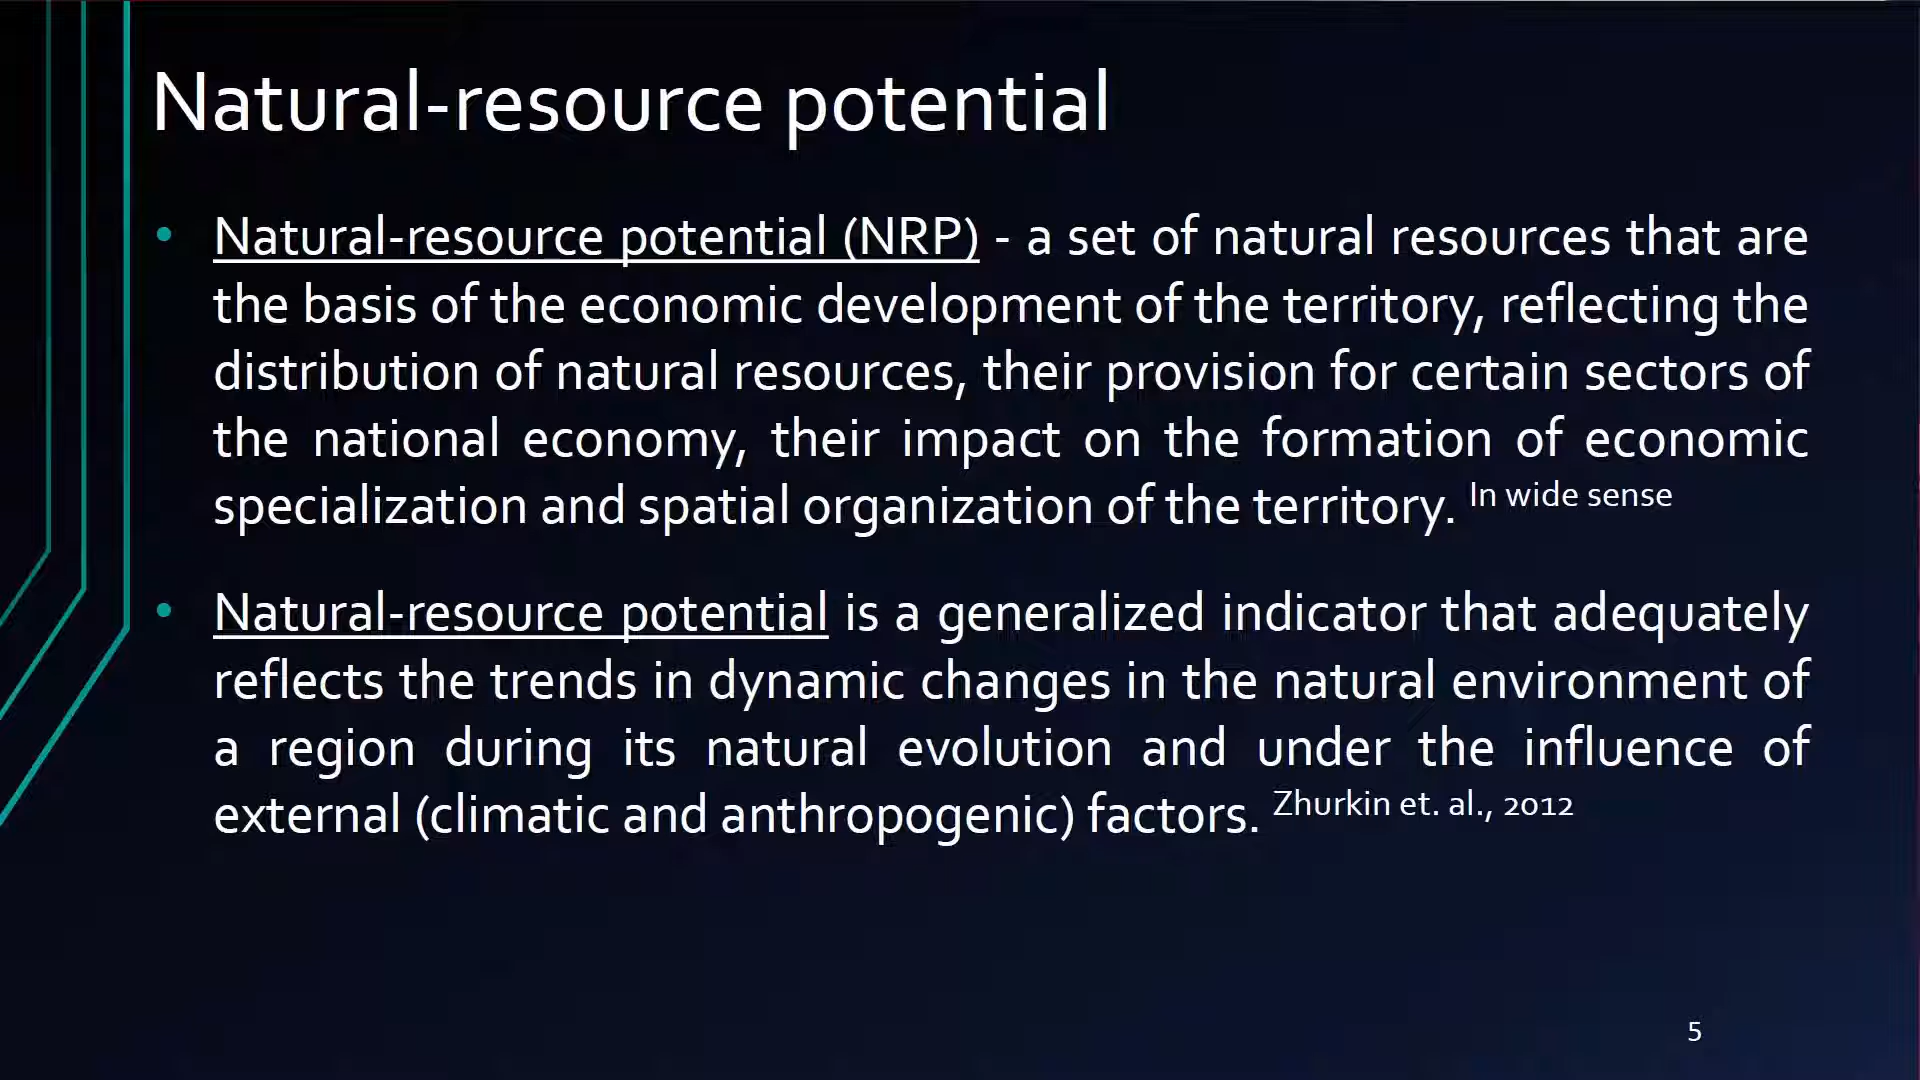 Natural-resource potential
• Natural-resource potential (NRP) - a set of natural resources that are
the basis of the economic development of the territory, reflecting the
distribution of natural resources, their provision for certain sectors of
the national economy, their impact on the formation of economic
specialization and spatial organization of the territory. In wide sense
• Natural-resource potential is a generalized indicator that adequately
reflects the trends in dynamic changes in the natural environment of
a region during its natural evolution and under the influence of
external (climatic and anthropogenic) factors. Zhurkin et. al., 2012
5